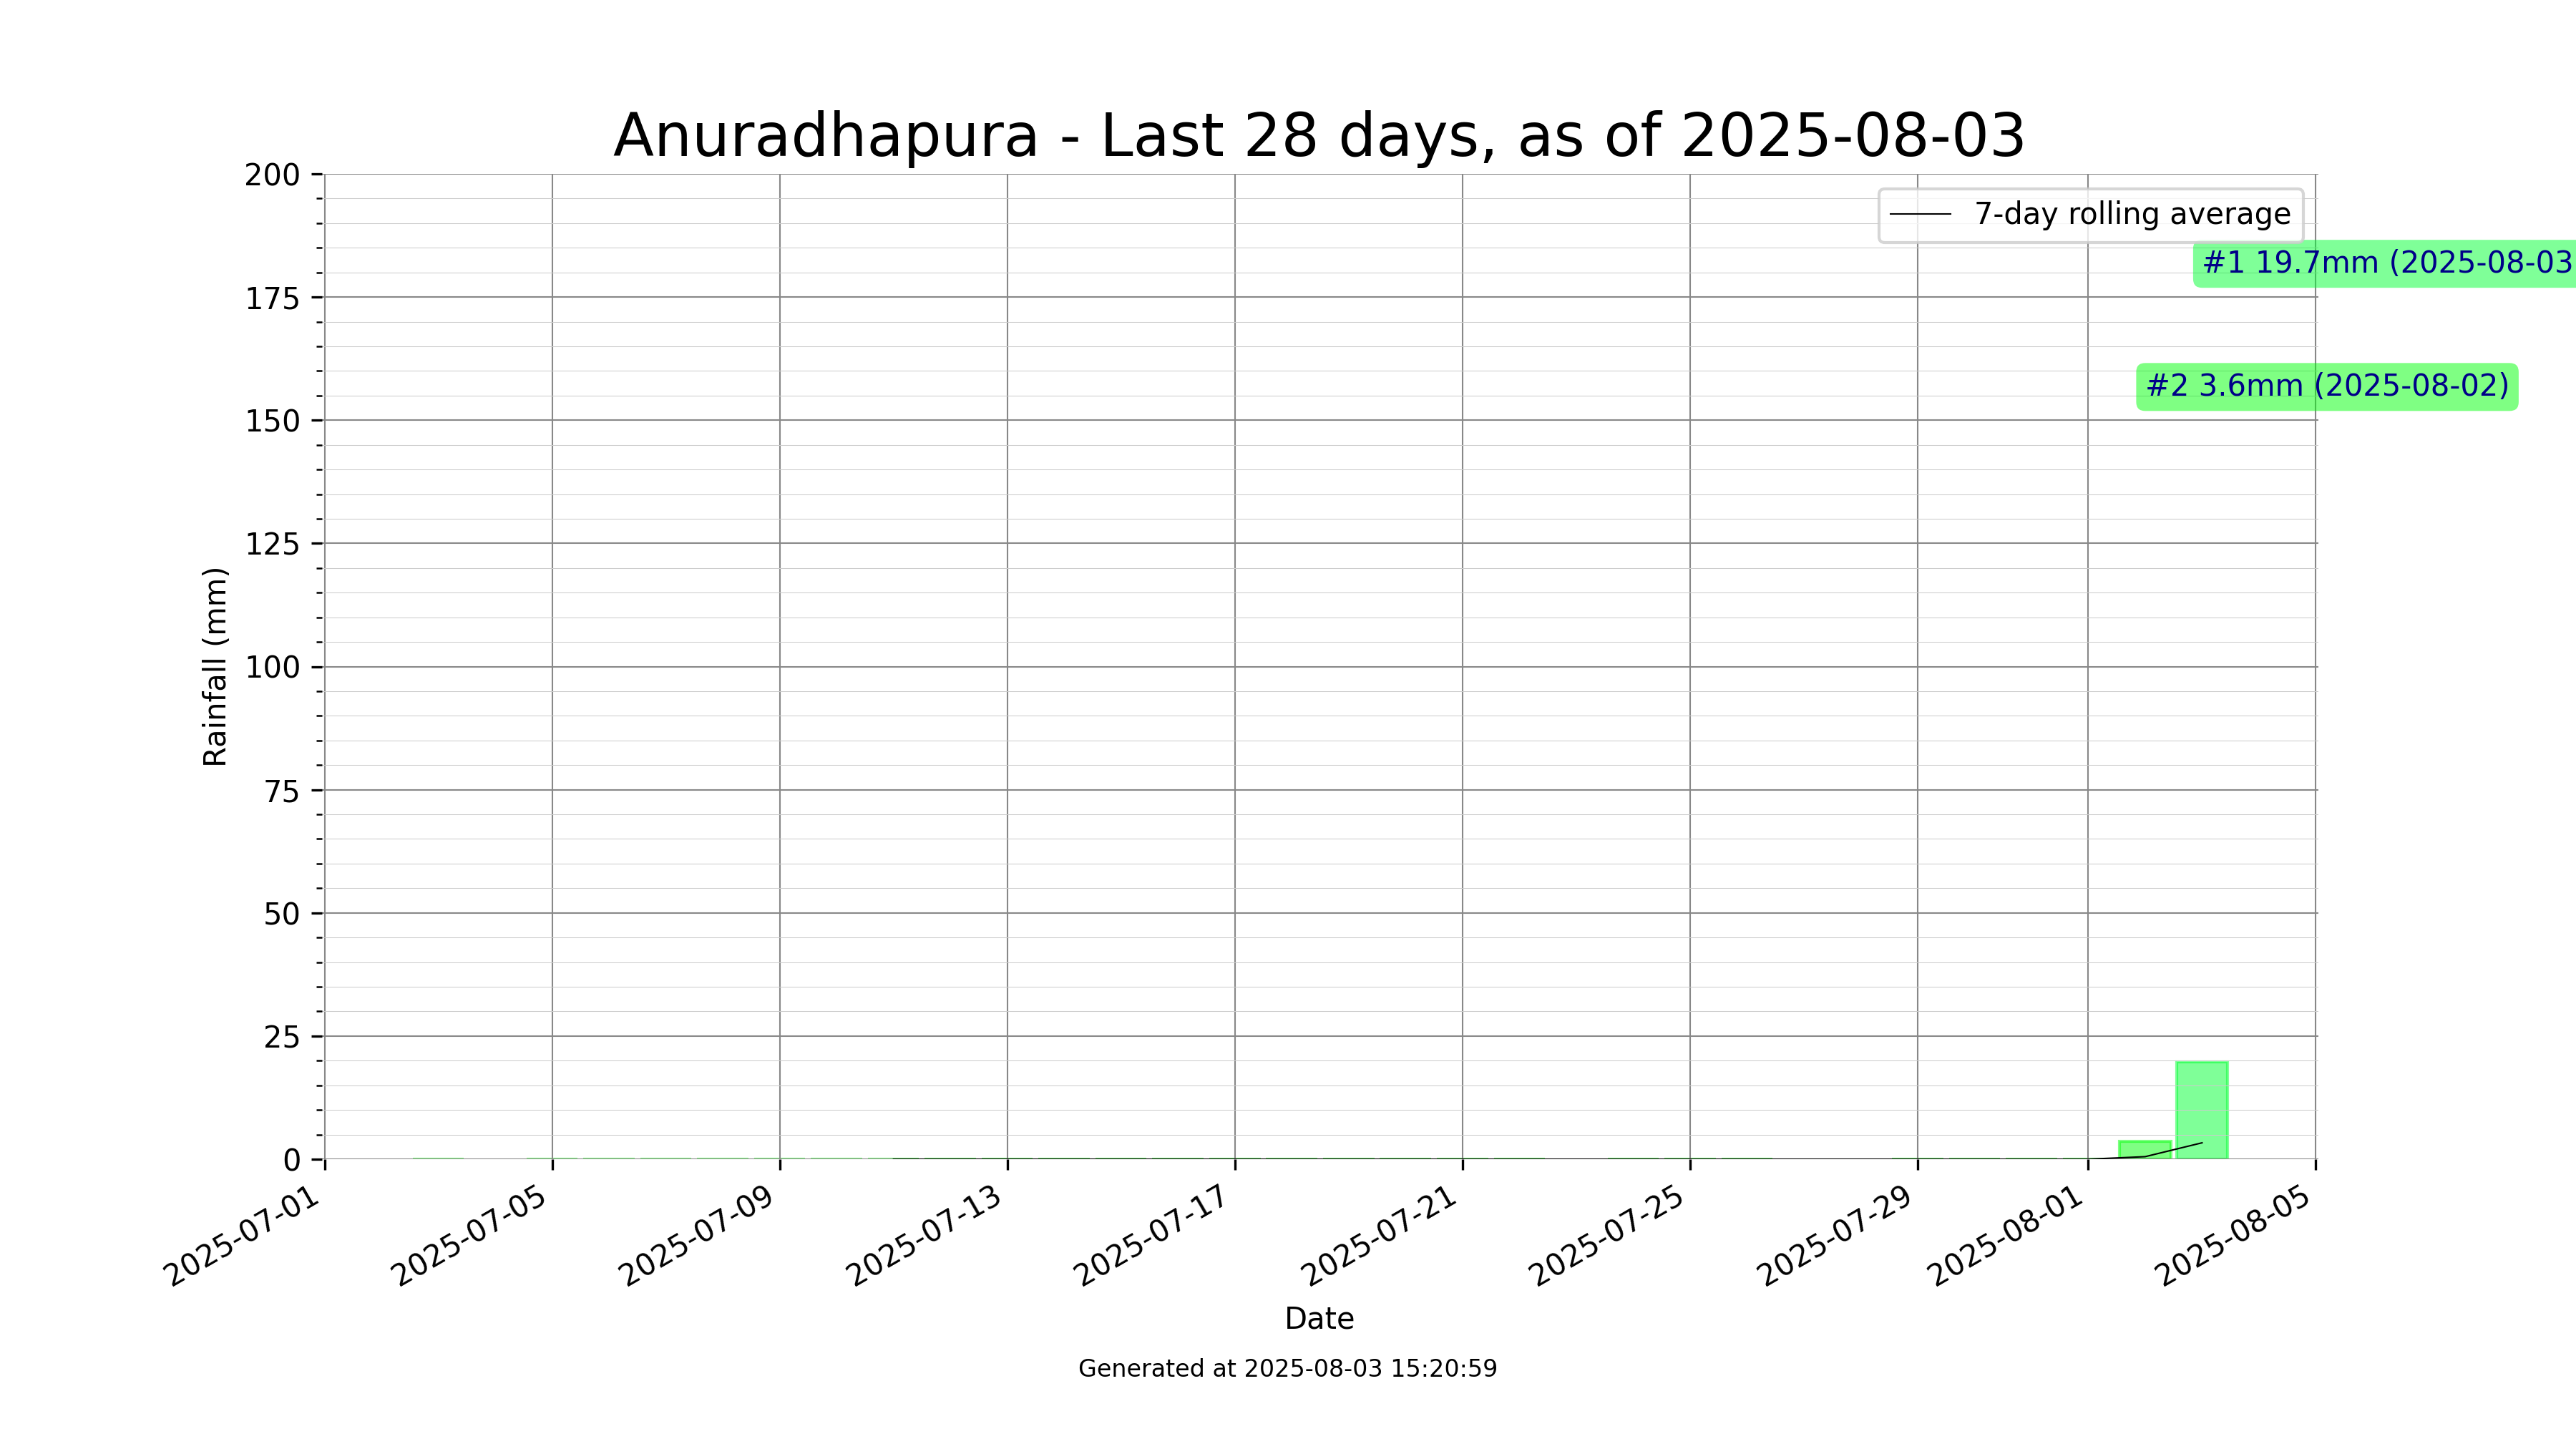 Anuradhapura - Last 28 days, as of 2025-08-03
200
175
150
125
100
75
50
25
0
Rainfall (mm)
7-day rolling average
#1 19.7mm (2025-08-03
#2 3.6mm (2025-08-02)
2025-07-01
2025-07-05
2025-07-09
2025-07-13
2025-07-17
2025-07-21
2025-07-25
2025-07-29
2025-08-01
2025-08-05
Date
Generated at 2025-08-03 15:20:59